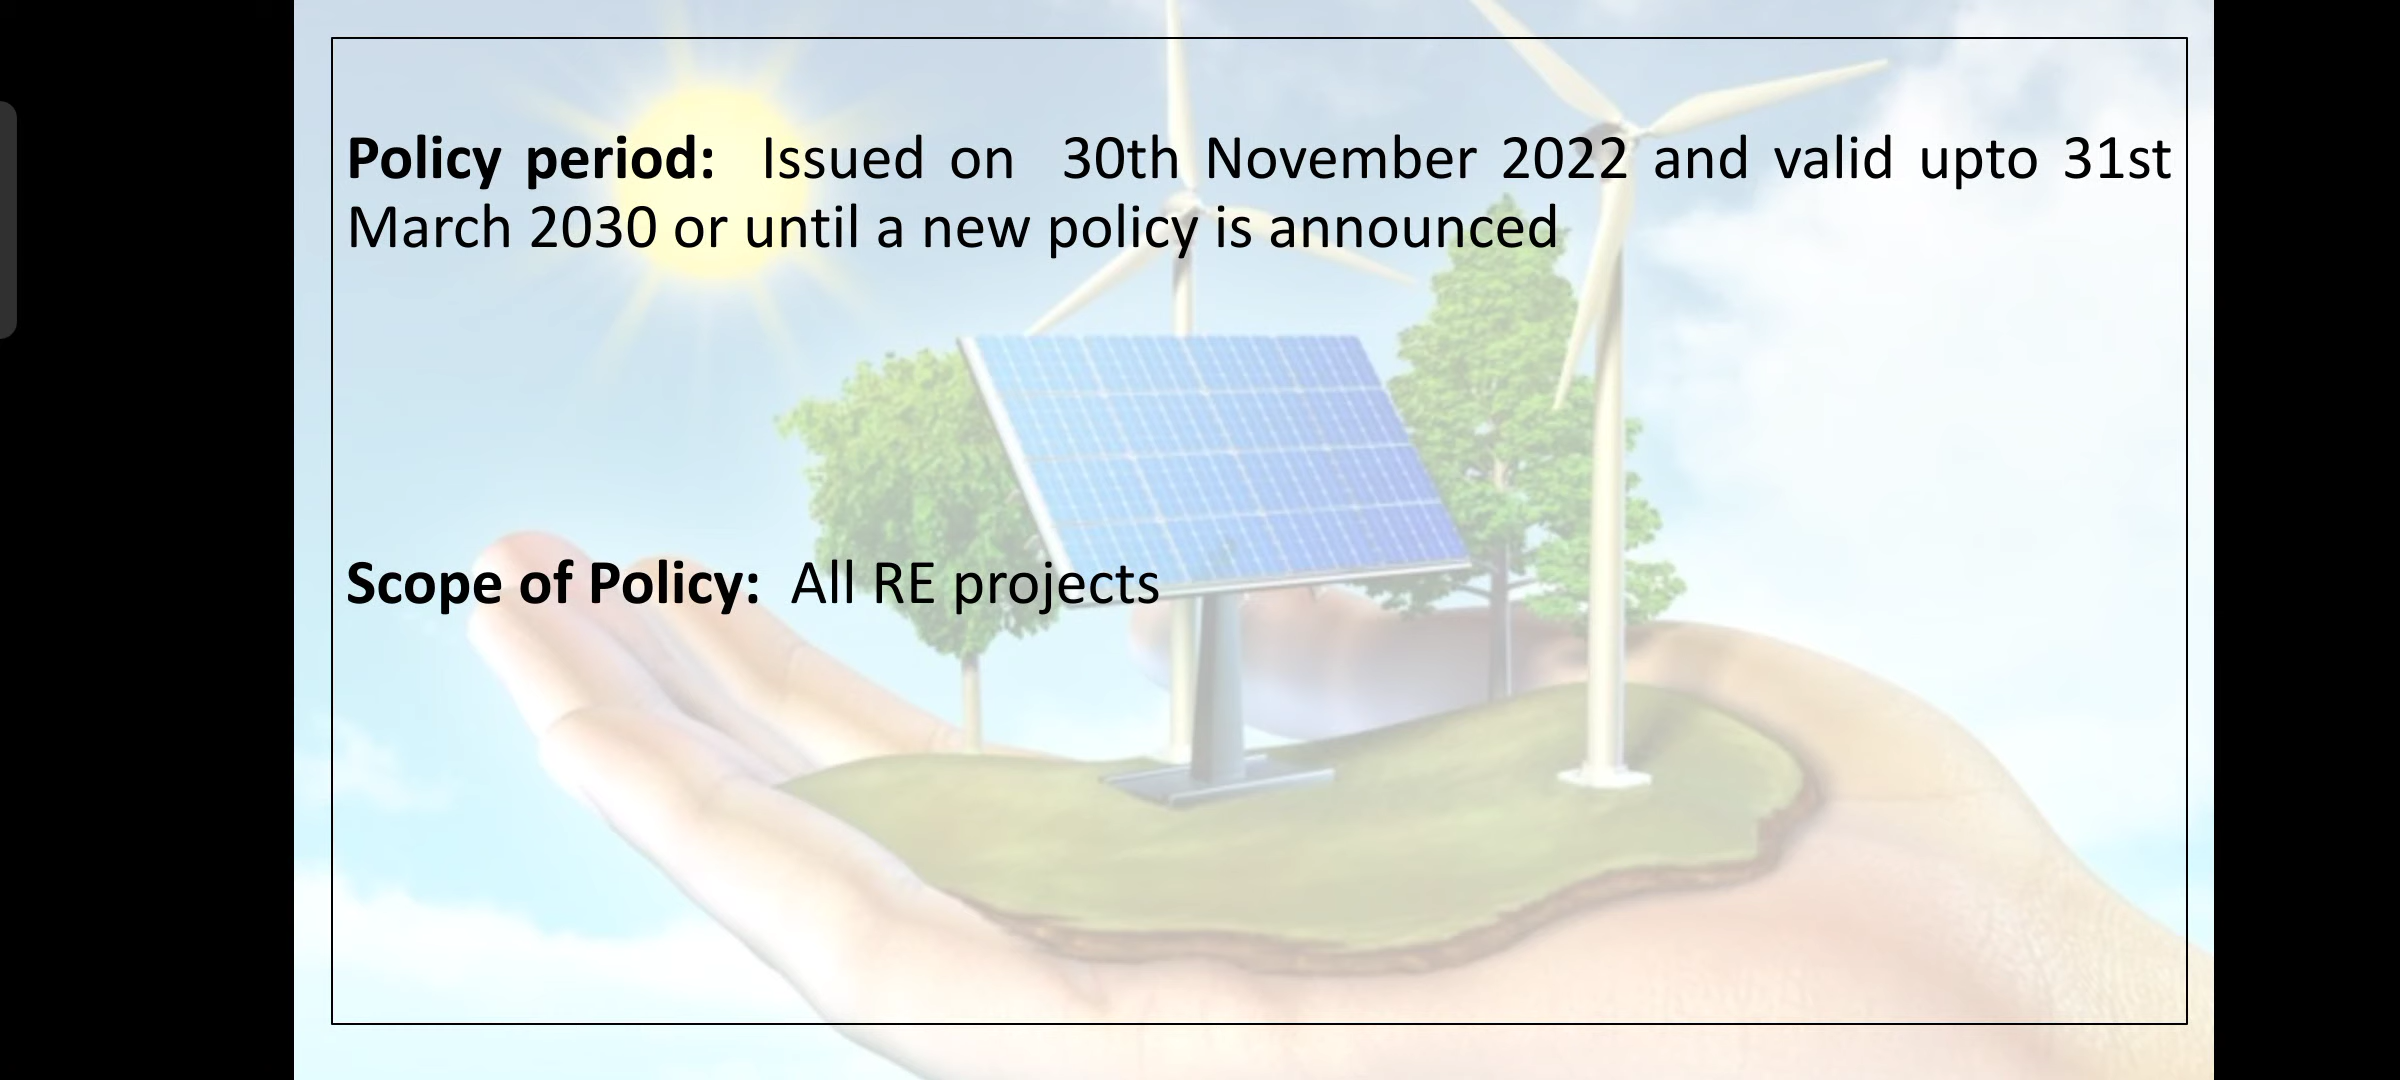 Policy period: Issued on 30th November 2022 and valid upto 31st
March 2030 or until a new policy is announced
Scope of Policy: All RE projects